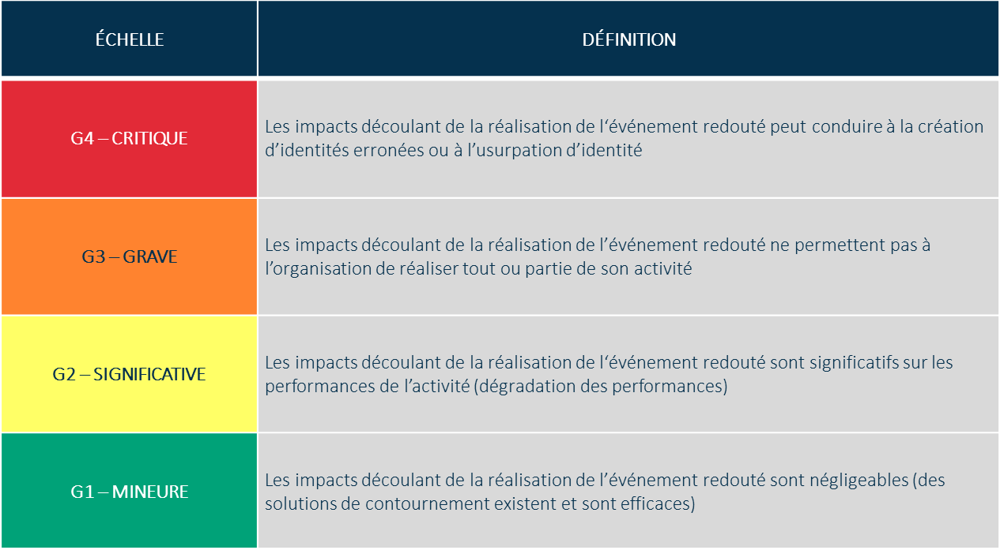 ÉCHELLE
DÉFINITION
G4 – CRITIQUE
Les impacts découlant de la réalisation de l‘événement redouté peut conduire à la création
d’identités erronées ou à l’usurpation d’identité
G3 – GRAVE
Les impacts découlant de la réalisation de l’événement redouté ne permettent pas à
l’organisation de réaliser tout ou partie de son activité
G2 – SIGNIFICATIVE
Les impacts découlant de la réalisation de l‘événement redouté sont significatifs sur les
performances de l’activité (dégradation des performances)
G1 – MINEURE
Les impacts découlant de la réalisation de l’événement redouté sont négligeables (des
solutions de contournement existent et sont efficaces)